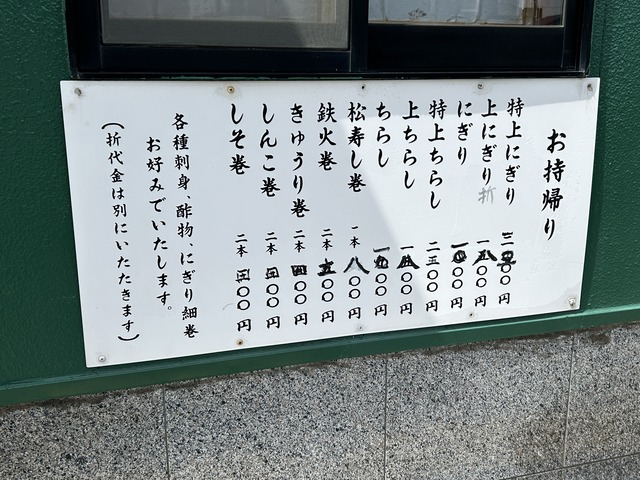 お持帰り
特上にぎり 〇〇円
上にぎり 折 一八〇〇円
にぎり 〇〇円
特上ちらし 二五〇〇円
上ちらし 一八〇〇円
ちらし 〇〇円
松寿し巻 一本 八〇〇円
鉄火巻 二本 〇〇円
きゅうり巻 二本 四〇〇円
しんこ巻 二本 〇〇円
しそ巻 二本 〇〇円
各種刺身、酢物、にぎり細巻
お好みでいたします。
(折代金は別にいたたきます)